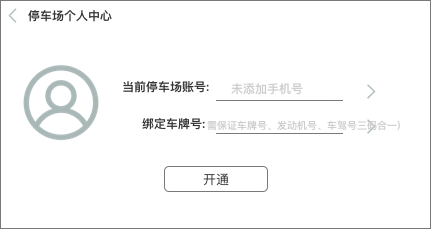 停车场个人中心
当前停车场账号: 未添加手机号
绑定车牌号: 需保证车牌号、发动机号、车驾号三码合一)
开通